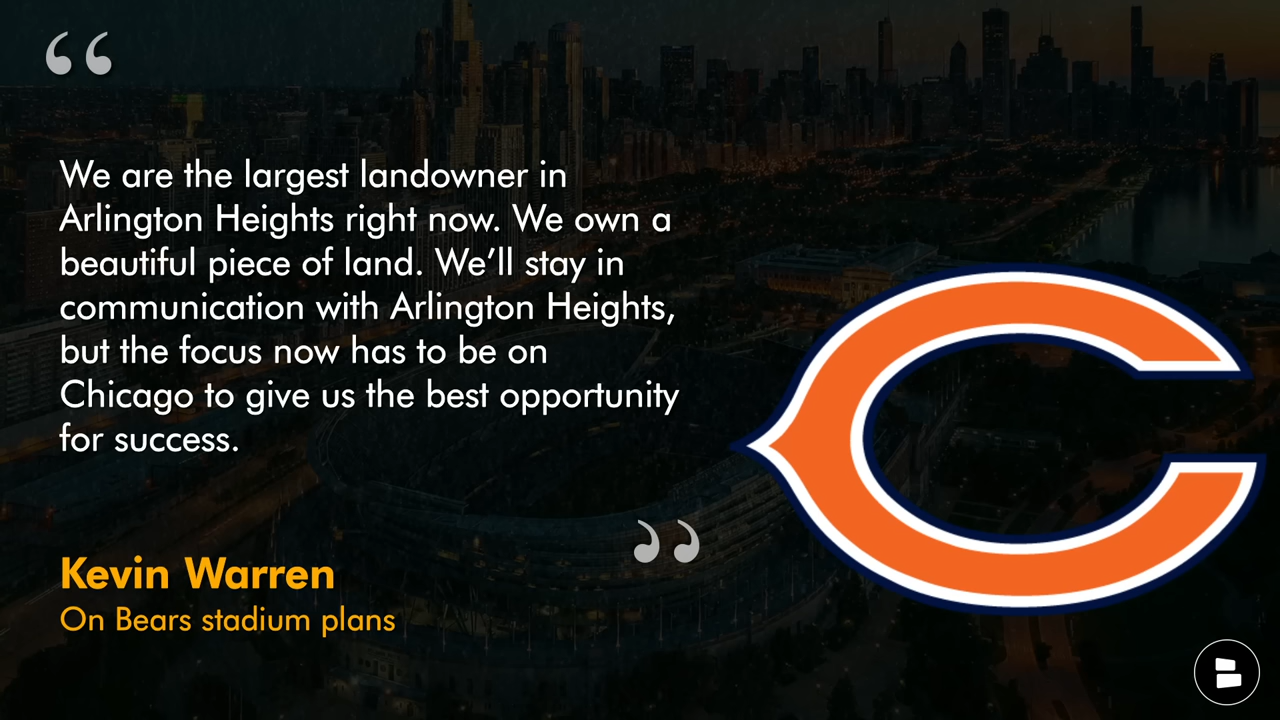 “
We are the largest landowner in
Arlington Heights right now. We own a
beautiful piece of land. We’ll stay in
communication with Arlington Heights,
but the focus now has to be on
Chicago to give us the best opportunity
for success.
”
Kevin Warren
On Bears stadium plans